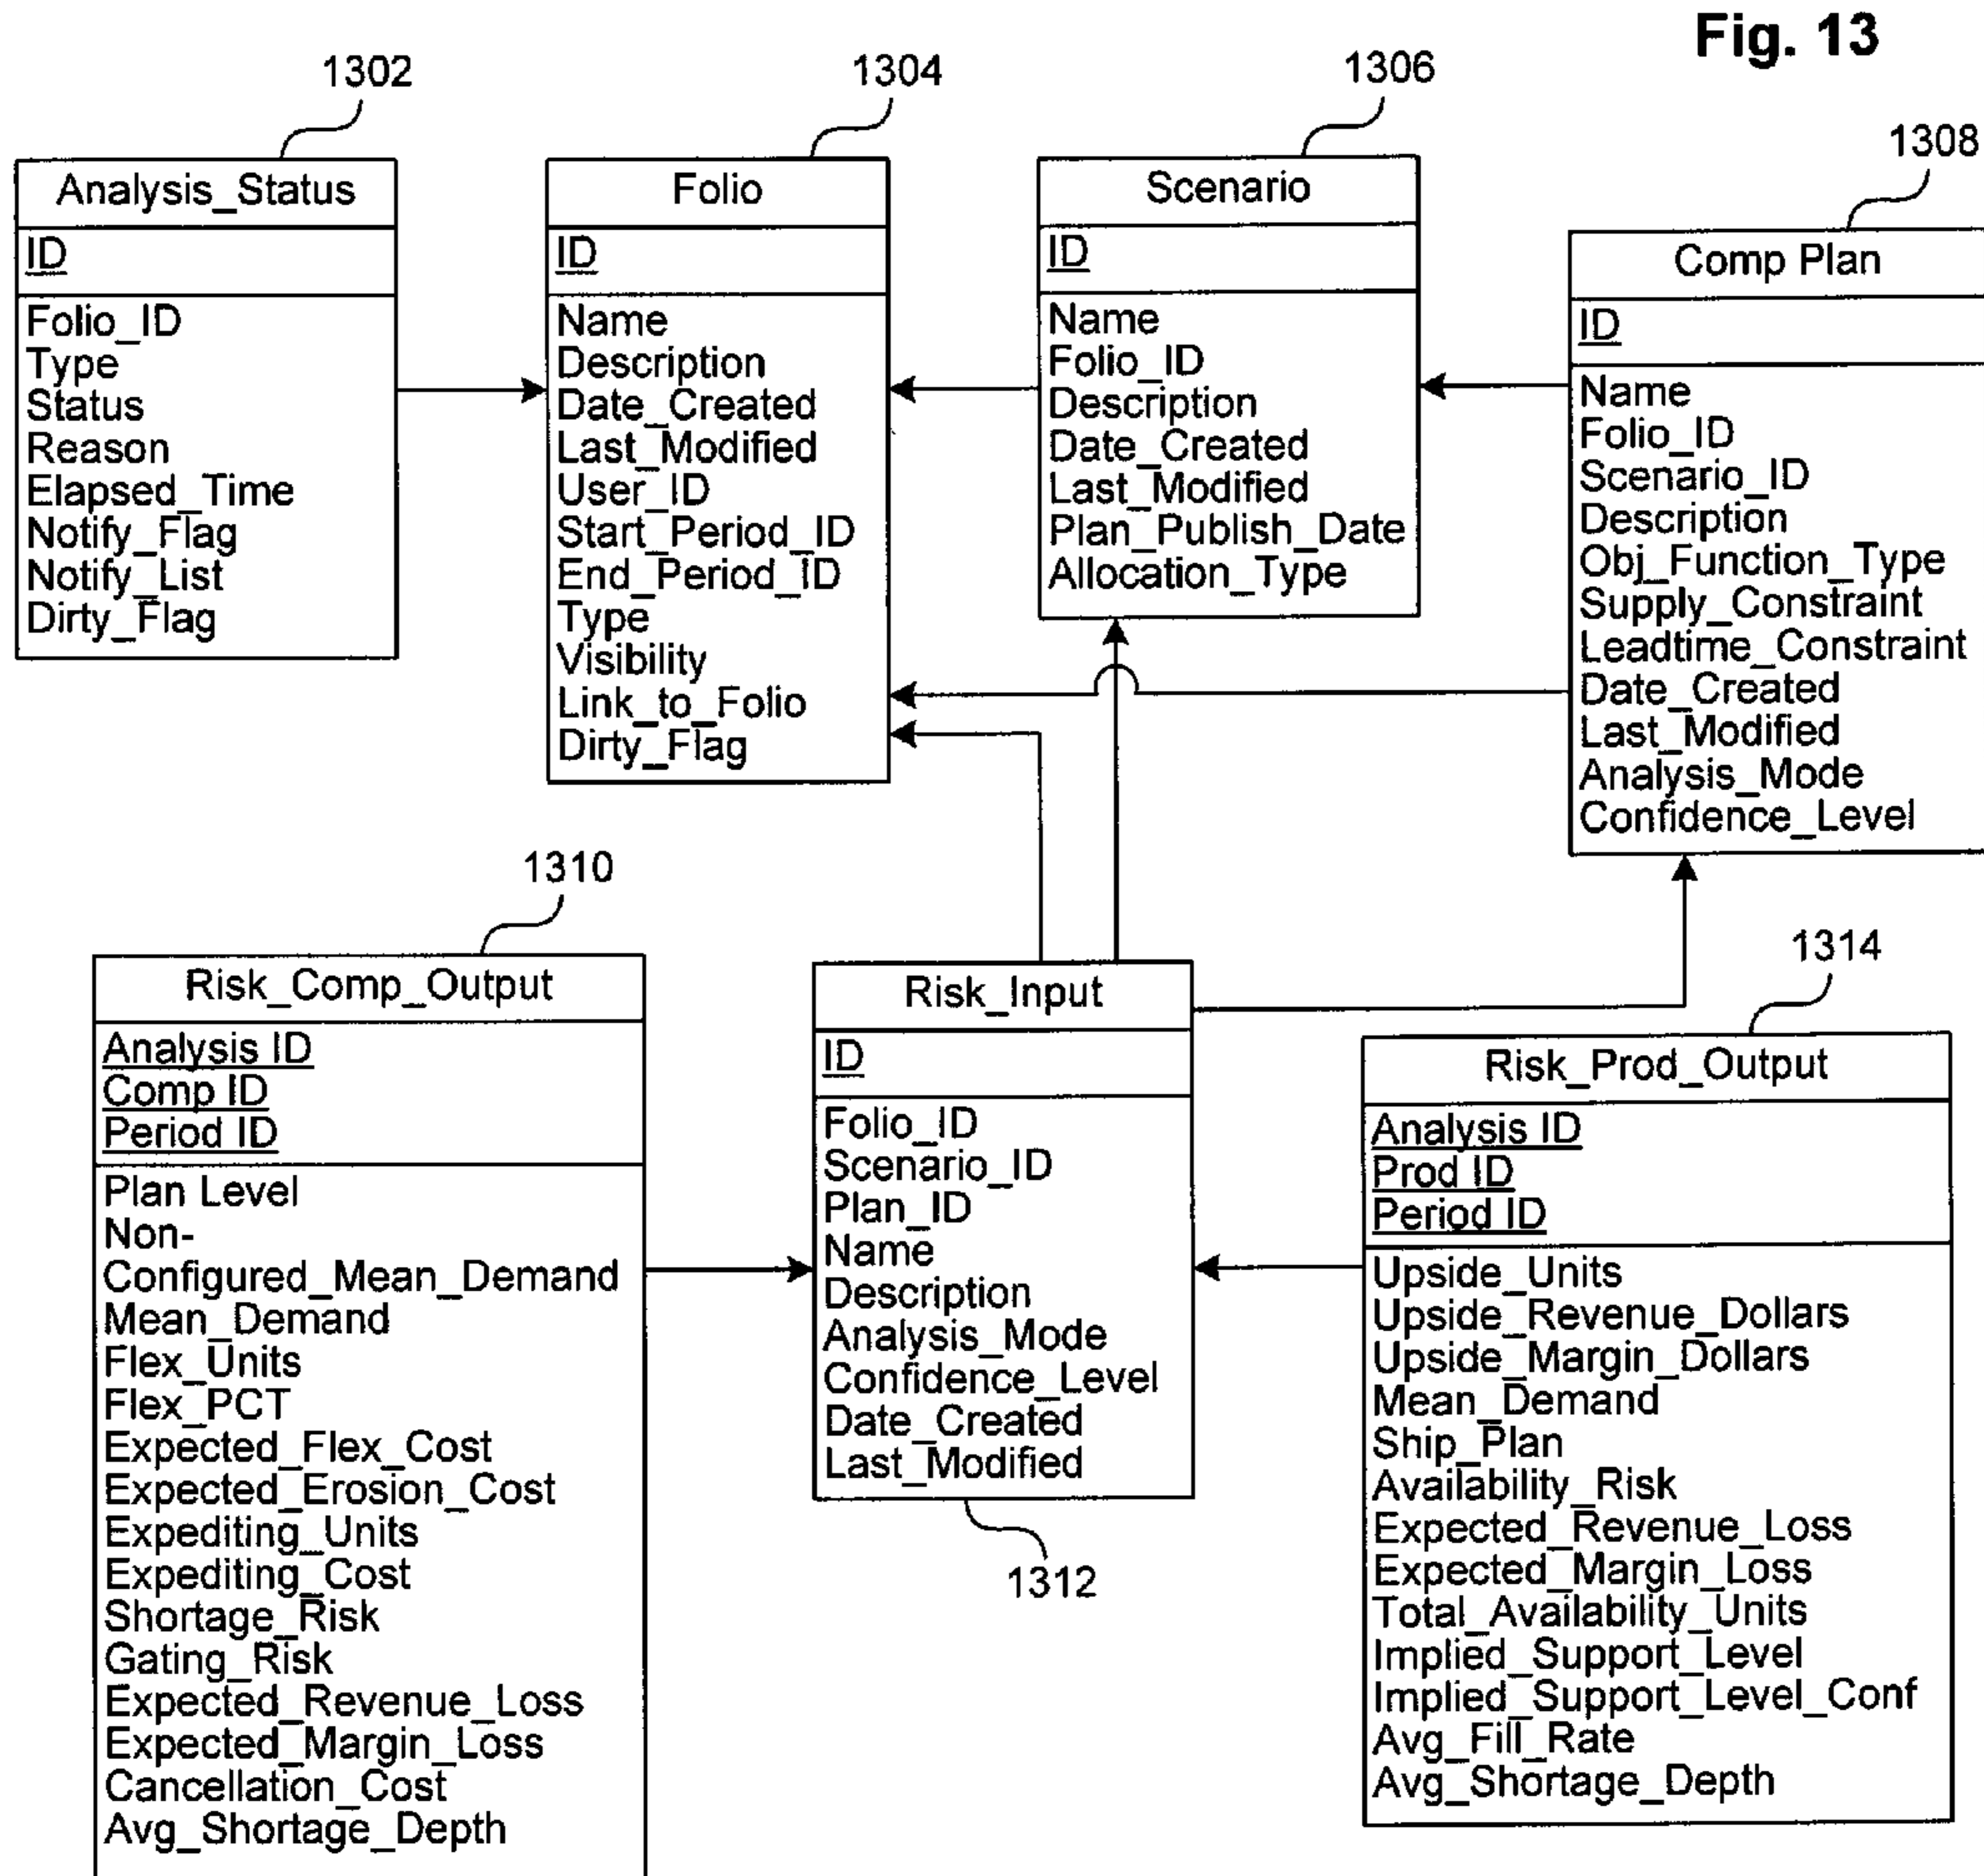 Fig. 13
1302
Analysis_Status
ID
Folio_ID
Type
Status
Reason
Elapsed_Time
Notify_Flag
Notify_List
Dirty_Flag
1304
Folio
ID
Name
Description
Date_Created
Last_Modified
User_ID
Start_Period_ID
End_Period_ID
Type
Visibility
Link_to_Folio
Dirty_Flag
1306
Scenario
ID
Name
Folio_ID
Description
Date_Created
Last_Modified
Plan_Publish_Date
Allocation_Type
1308
Comp Plan
ID
Name
Folio_ID
Scenario_ID
Description
Obj_Function_Type
Supply_Constraint
Leadtime_Constraint
Date_Created
Last_Modified
Analysis_Mode
Confidence_Level
1310
Risk_Comp_Output
Analysis ID
Comp ID
Period ID
Plan Level
Non-
Configured_Mean_Demand
Mean_Demand
Flex_Units
Flex_PCT
Expected_Flex_Cost
Expected_Erosion_Cost
Expediting_Units
Expediting_Cost
Shortage_Risk
Gating_Risk
Expected_Revenue_Loss
Expected_Margin_Loss
Cancellation_Cost
Avg_Shortage_Depth
Risk_Input
ID
Folio_ID
Scenario_ID
Plan_ID
Name
Description
Analysis_Mode
Confidence_Level
Date_Created
Last_Modified
1312
1314
Risk_Prod_Output
Analysis ID
Prod ID
Period ID
Upside_Units
Upside_Revenue_Dollars
Upside_Margin_Dollars
Mean_Demand
Ship_Plan
Availability_Risk
Expected_Revenue_Loss
Expected_Margin_Loss
Total_Availability_Units
Implied_Support_Level
Implied_Support_Level_Conf
Avg_Fill_Rate
Avg_Shortage_Depth